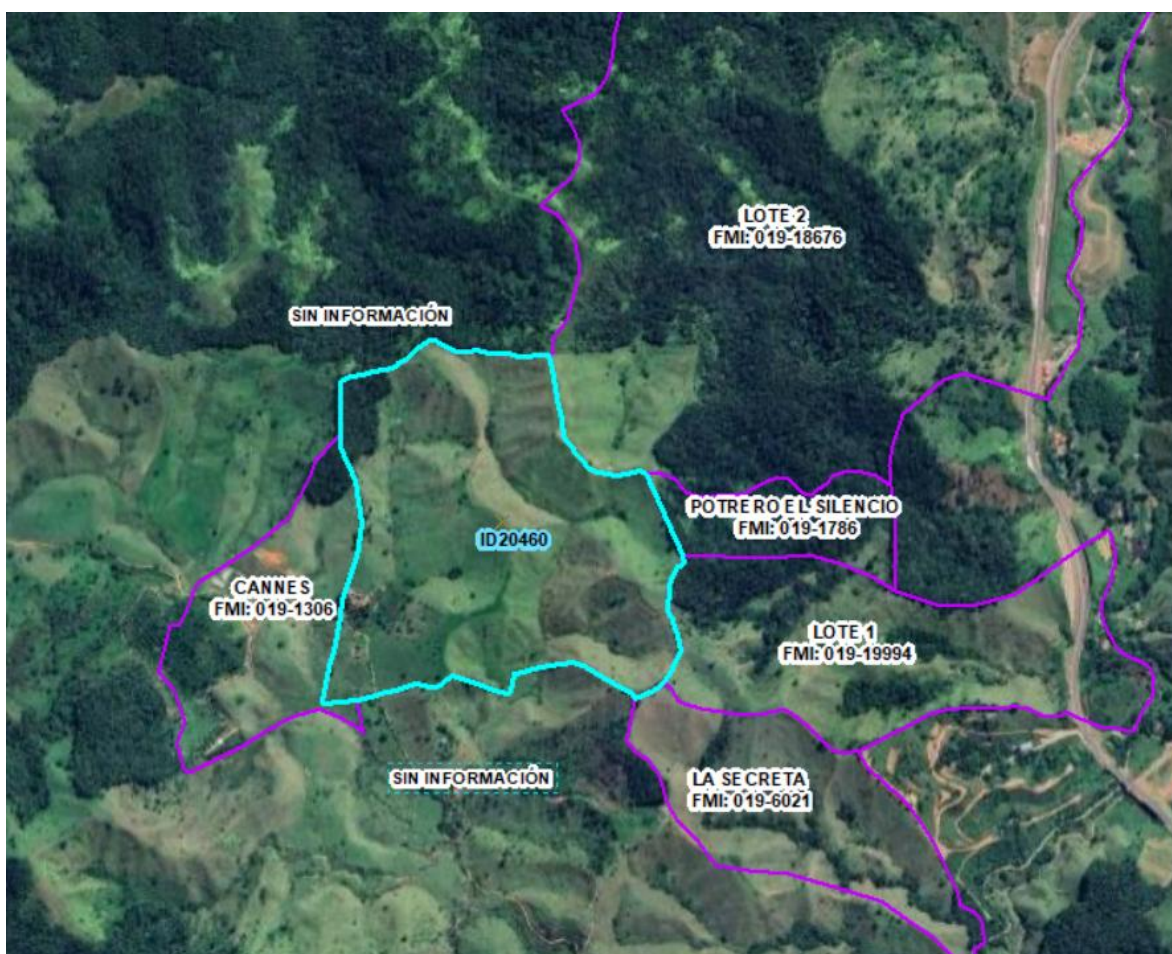 LOTE 2
FMI: 019-18676
SIN INFORMACIÓN
POTRERO EL SILENCIO
FMI: 019-1786
ID20460
CANNES
FMI: 019-1306
LOTE 1
FMI: 019-19994
SIN INFORMACIÓN
LA SECRETA
FMI: 019-6021